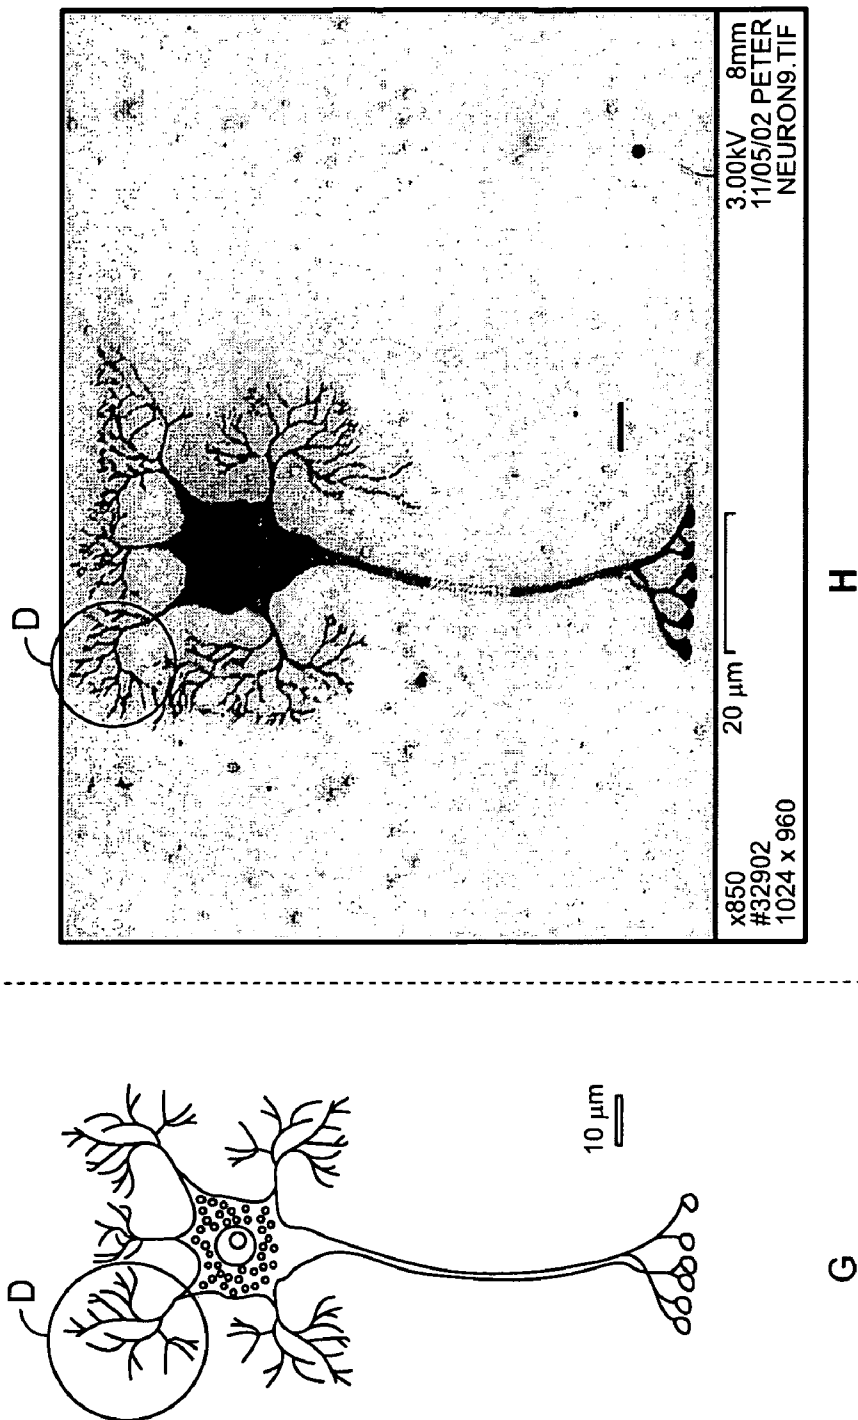 D
x850
#32902
1024 x 960
20 µm
3.00kV 8mm
11/05/02 PETER
NEURON9.TIF
H
D
10 µm
G